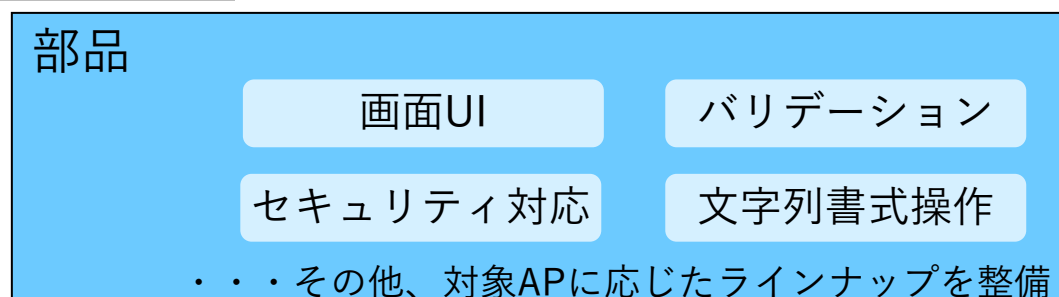 部品
画面UI
バリデーション
セキュリティ対応
文字列書式操作
・・・その他、対象APに応じたラインナップを整備